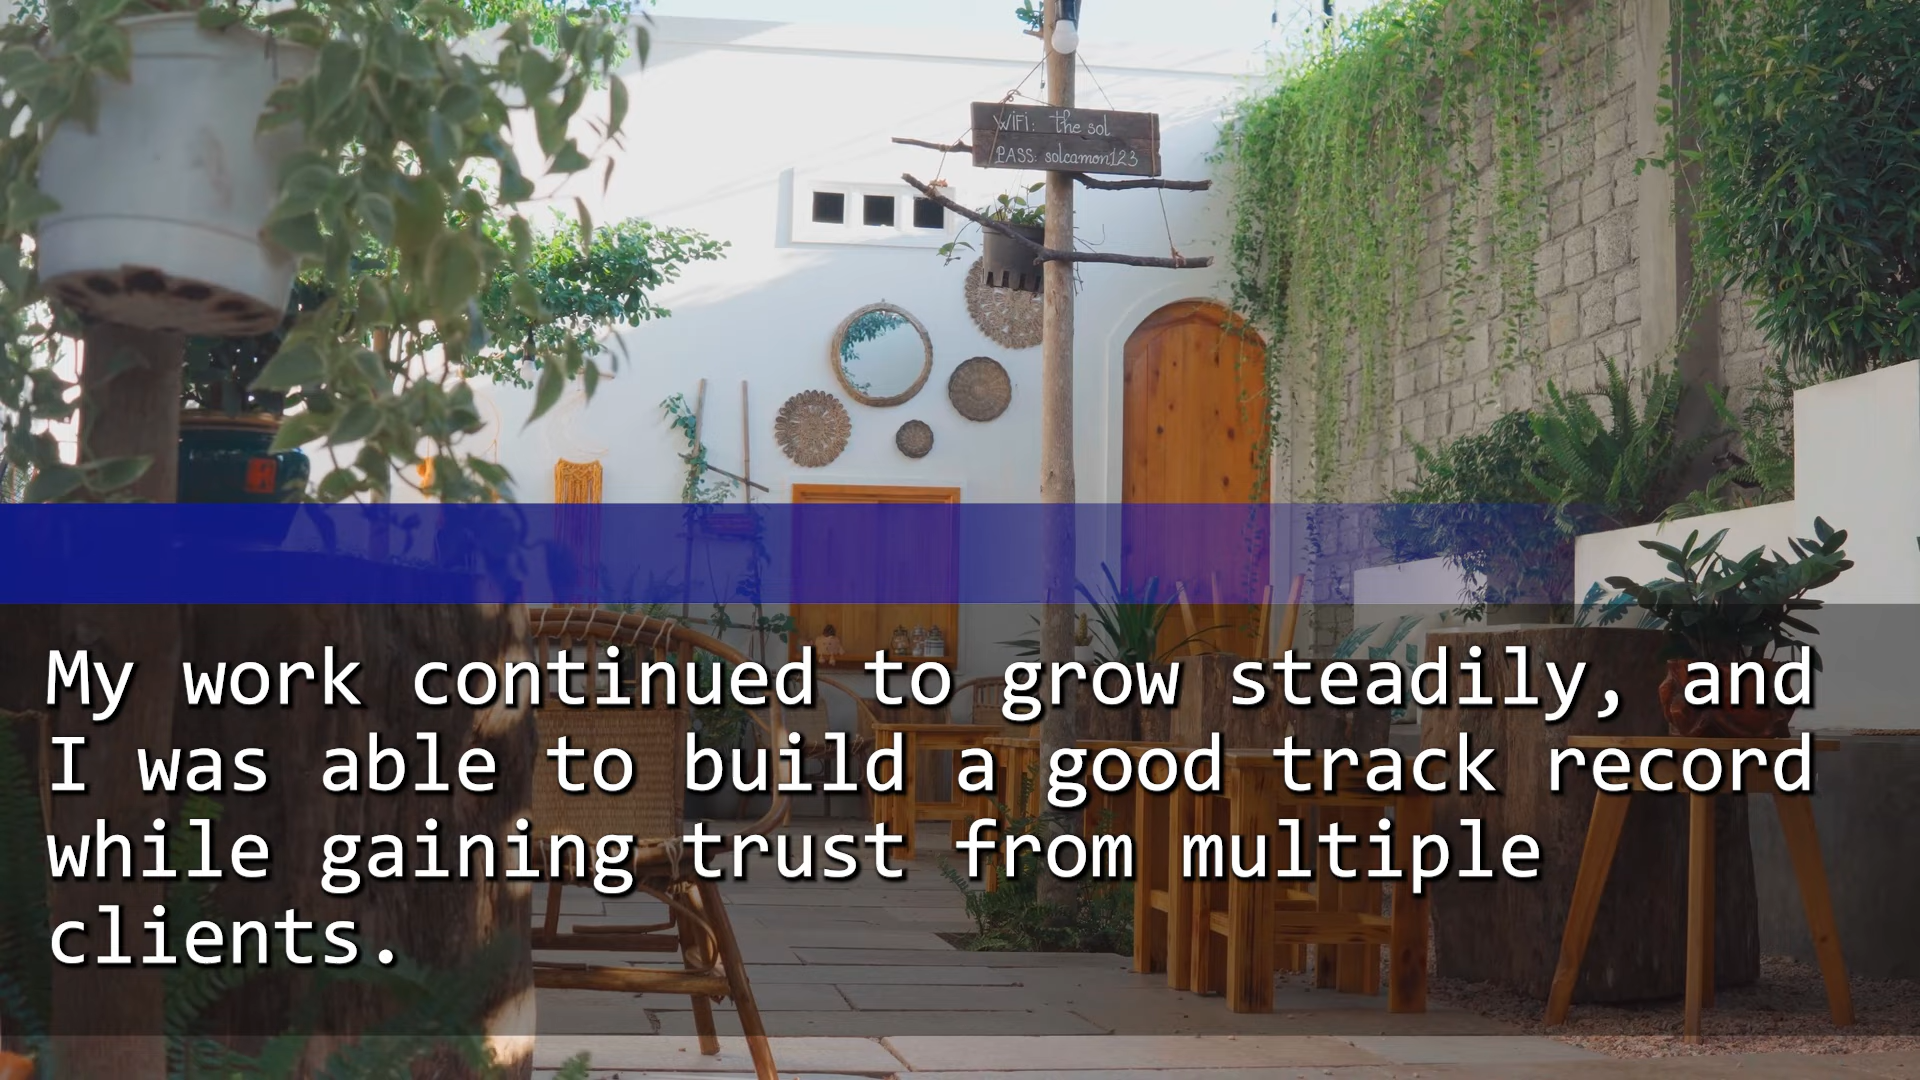 WiFi: the sol
PASS: solcamon123
My work continued to grow steadily, and
I was able to build a good track record
while gaining trust from multiple
clients.